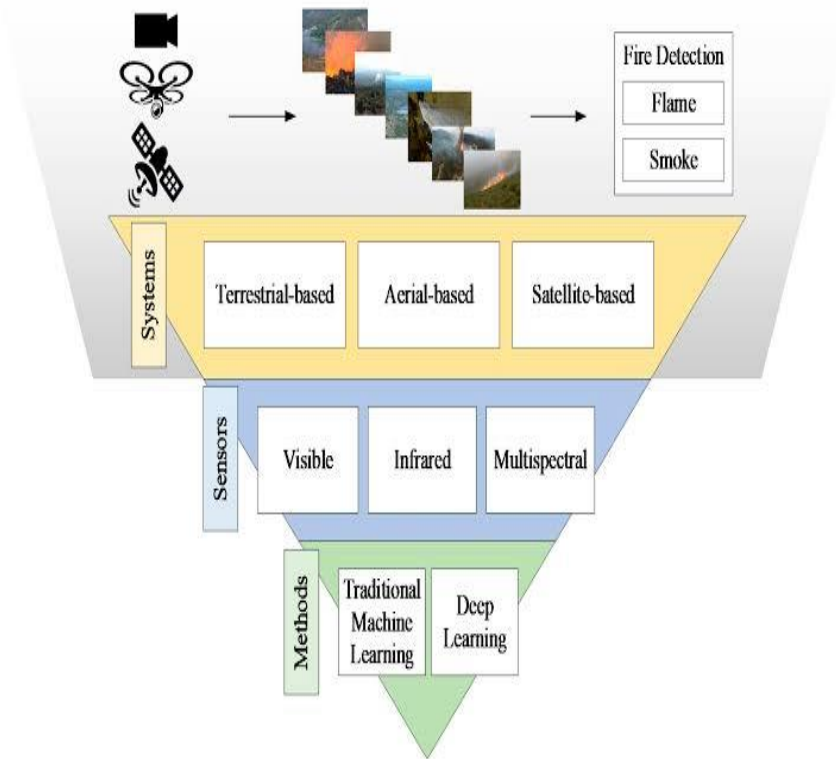 Fire Detection
Flame
Smoke
Systems
Terrestrial-based
Aerial-based
Satellite-based
Sensors
Visible
Infrared
Multispectral
Methods
Traditional
Machine
Learning
Deep
Learning